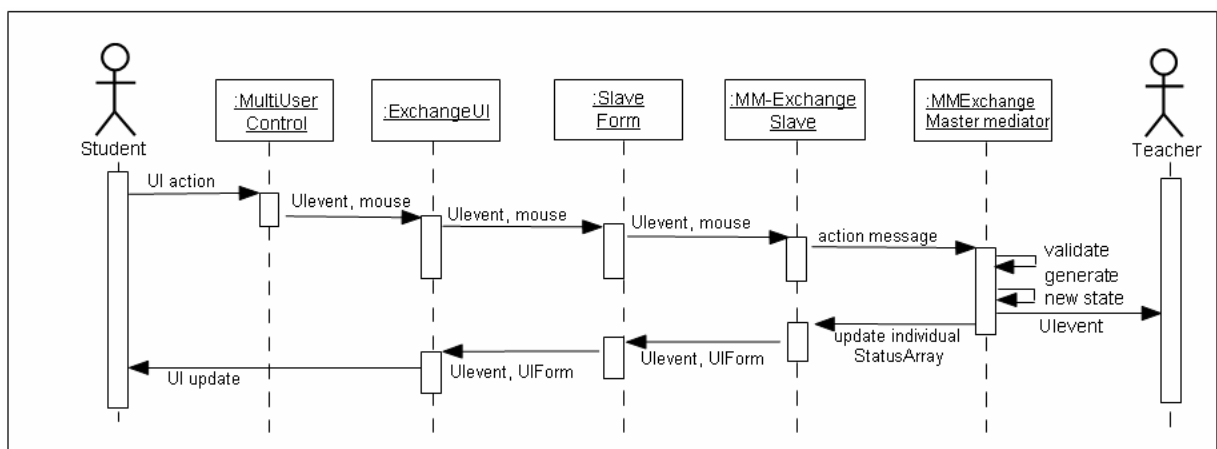 :MultiUser
Control
:ExchangeUI
:Slave
Form
:MM-Exchange
Slave
:MMExchange
Master mediator
Student
Teacher
UI action
UIevent, mouse
UIevent, mouse
UIevent, mouse
action message
validate
generate
new state
UIevent
update individual
StatusArray
UIevent, UIForm
UIevent, UIForm
UI update